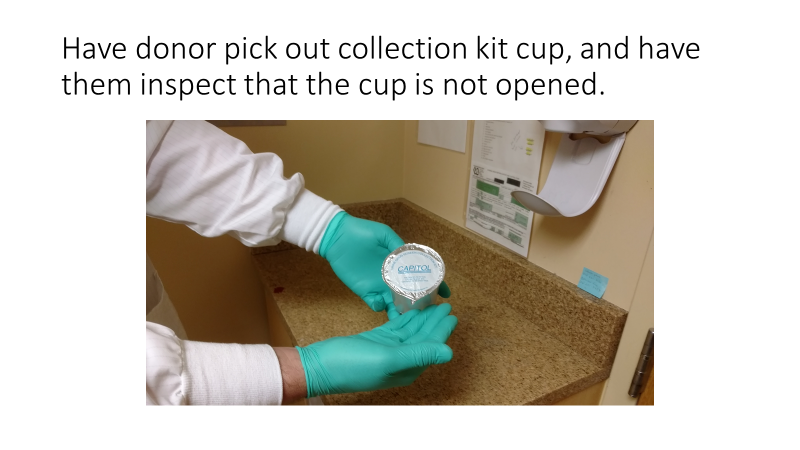 Have donor pick out collection kit cup, and have
them inspect that the cup is not opened.
CAPITOL